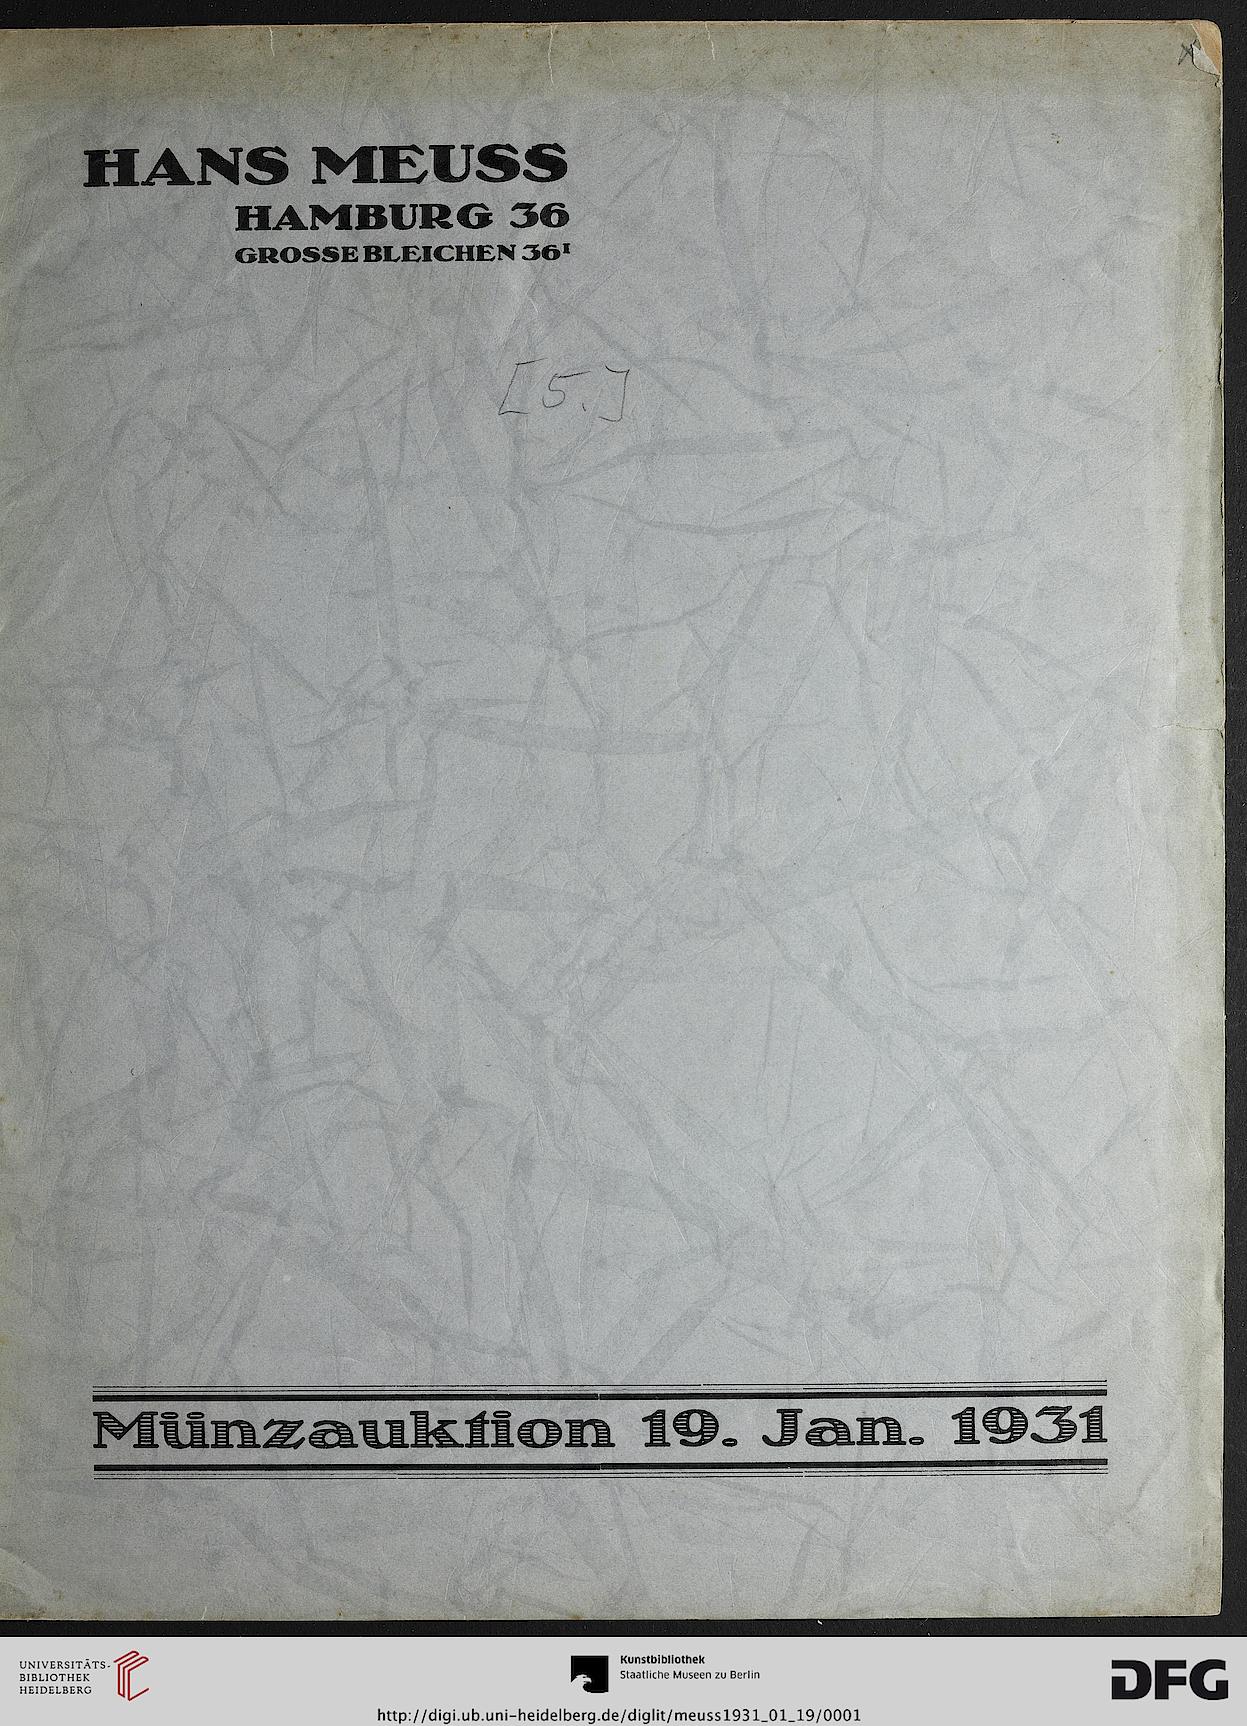 HANS MEUSS
HAMBURG 36
GROSSE BLEICHEN 36ᴵ
[5.]
Münzauktion 19. Jan. 1931
UNIVERSITÄTS-
BIBLIOTHEK
HEIDELBERG
Kunstbibliothek
Staatliche Museen zu Berlin
DFG
http://digi.ub.uni-heidelberg.de/diglit/meuss1931_01_19/0001